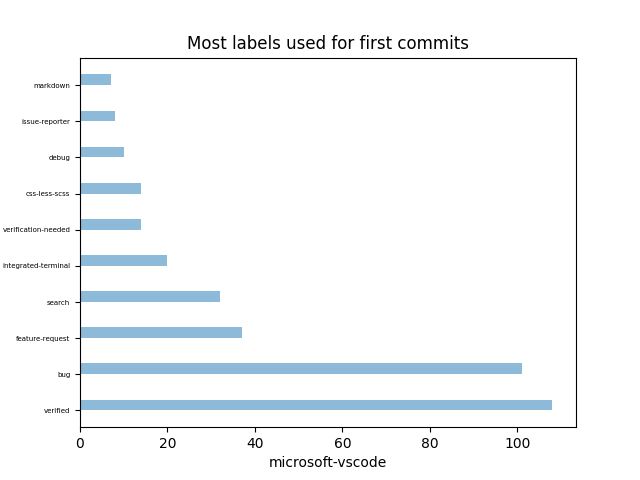 Most labels used for first commits
markdown
issue-reporter
debug
css-less-scss
verification-needed
integrated-terminal
search
feature-request
bug
verified
0 20 40 60 80 100
microsoft-vscode